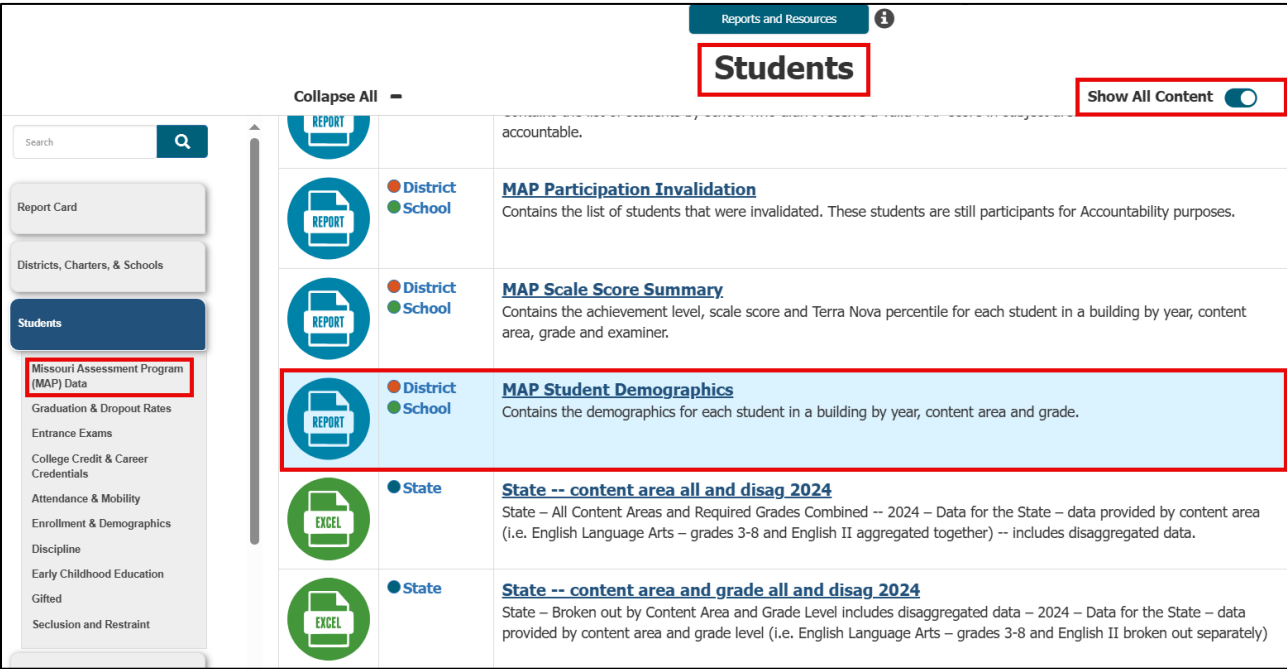 Reports and Resources
Students
Collapse All
Show All Content
Search
Report Card
Districts, Charters, & Schools
Students
Missouri Assessment Program
(MAP) Data
Graduation & Dropout Rates
Entrance Exams
College Credit & Career
Credentials
Attendance & Mobility
Enrollment & Demographics
Discipline
Early Childhood Education
Gifted
Seclusion and Restraint
REPORT
accountable.
REPORT
District
School
MAP Participation Invalidation
Contains the list of students that were invalidated. These students are still participants for Accountability purposes.
REPORT
District
School
MAP Scale Score Summary
Contains the achievement level, scale score and Terra Nova percentile for each student in a building by year, content
area, grade and examiner.
REPORT
District
School
MAP Student Demographics
Contains the demographics for each student in a building by year, content area and grade.
EXCEL
State
State -- content area all and disag 2024
State – All Content Areas and Required Grades Combined -- 2024 – Data for the State – data provided by content area
(i.e. English Language Arts – grades 3-8 and English II aggregated together) -- includes disaggregated data.
EXCEL
State
State -- content area and grade all and disag 2024
State – Broken out by Content Area and Grade Level includes disaggregated data – 2024 – Data for the State – data
provided by content area and grade level (i.e. English Language Arts – grades 3-8 and English II broken out separately)